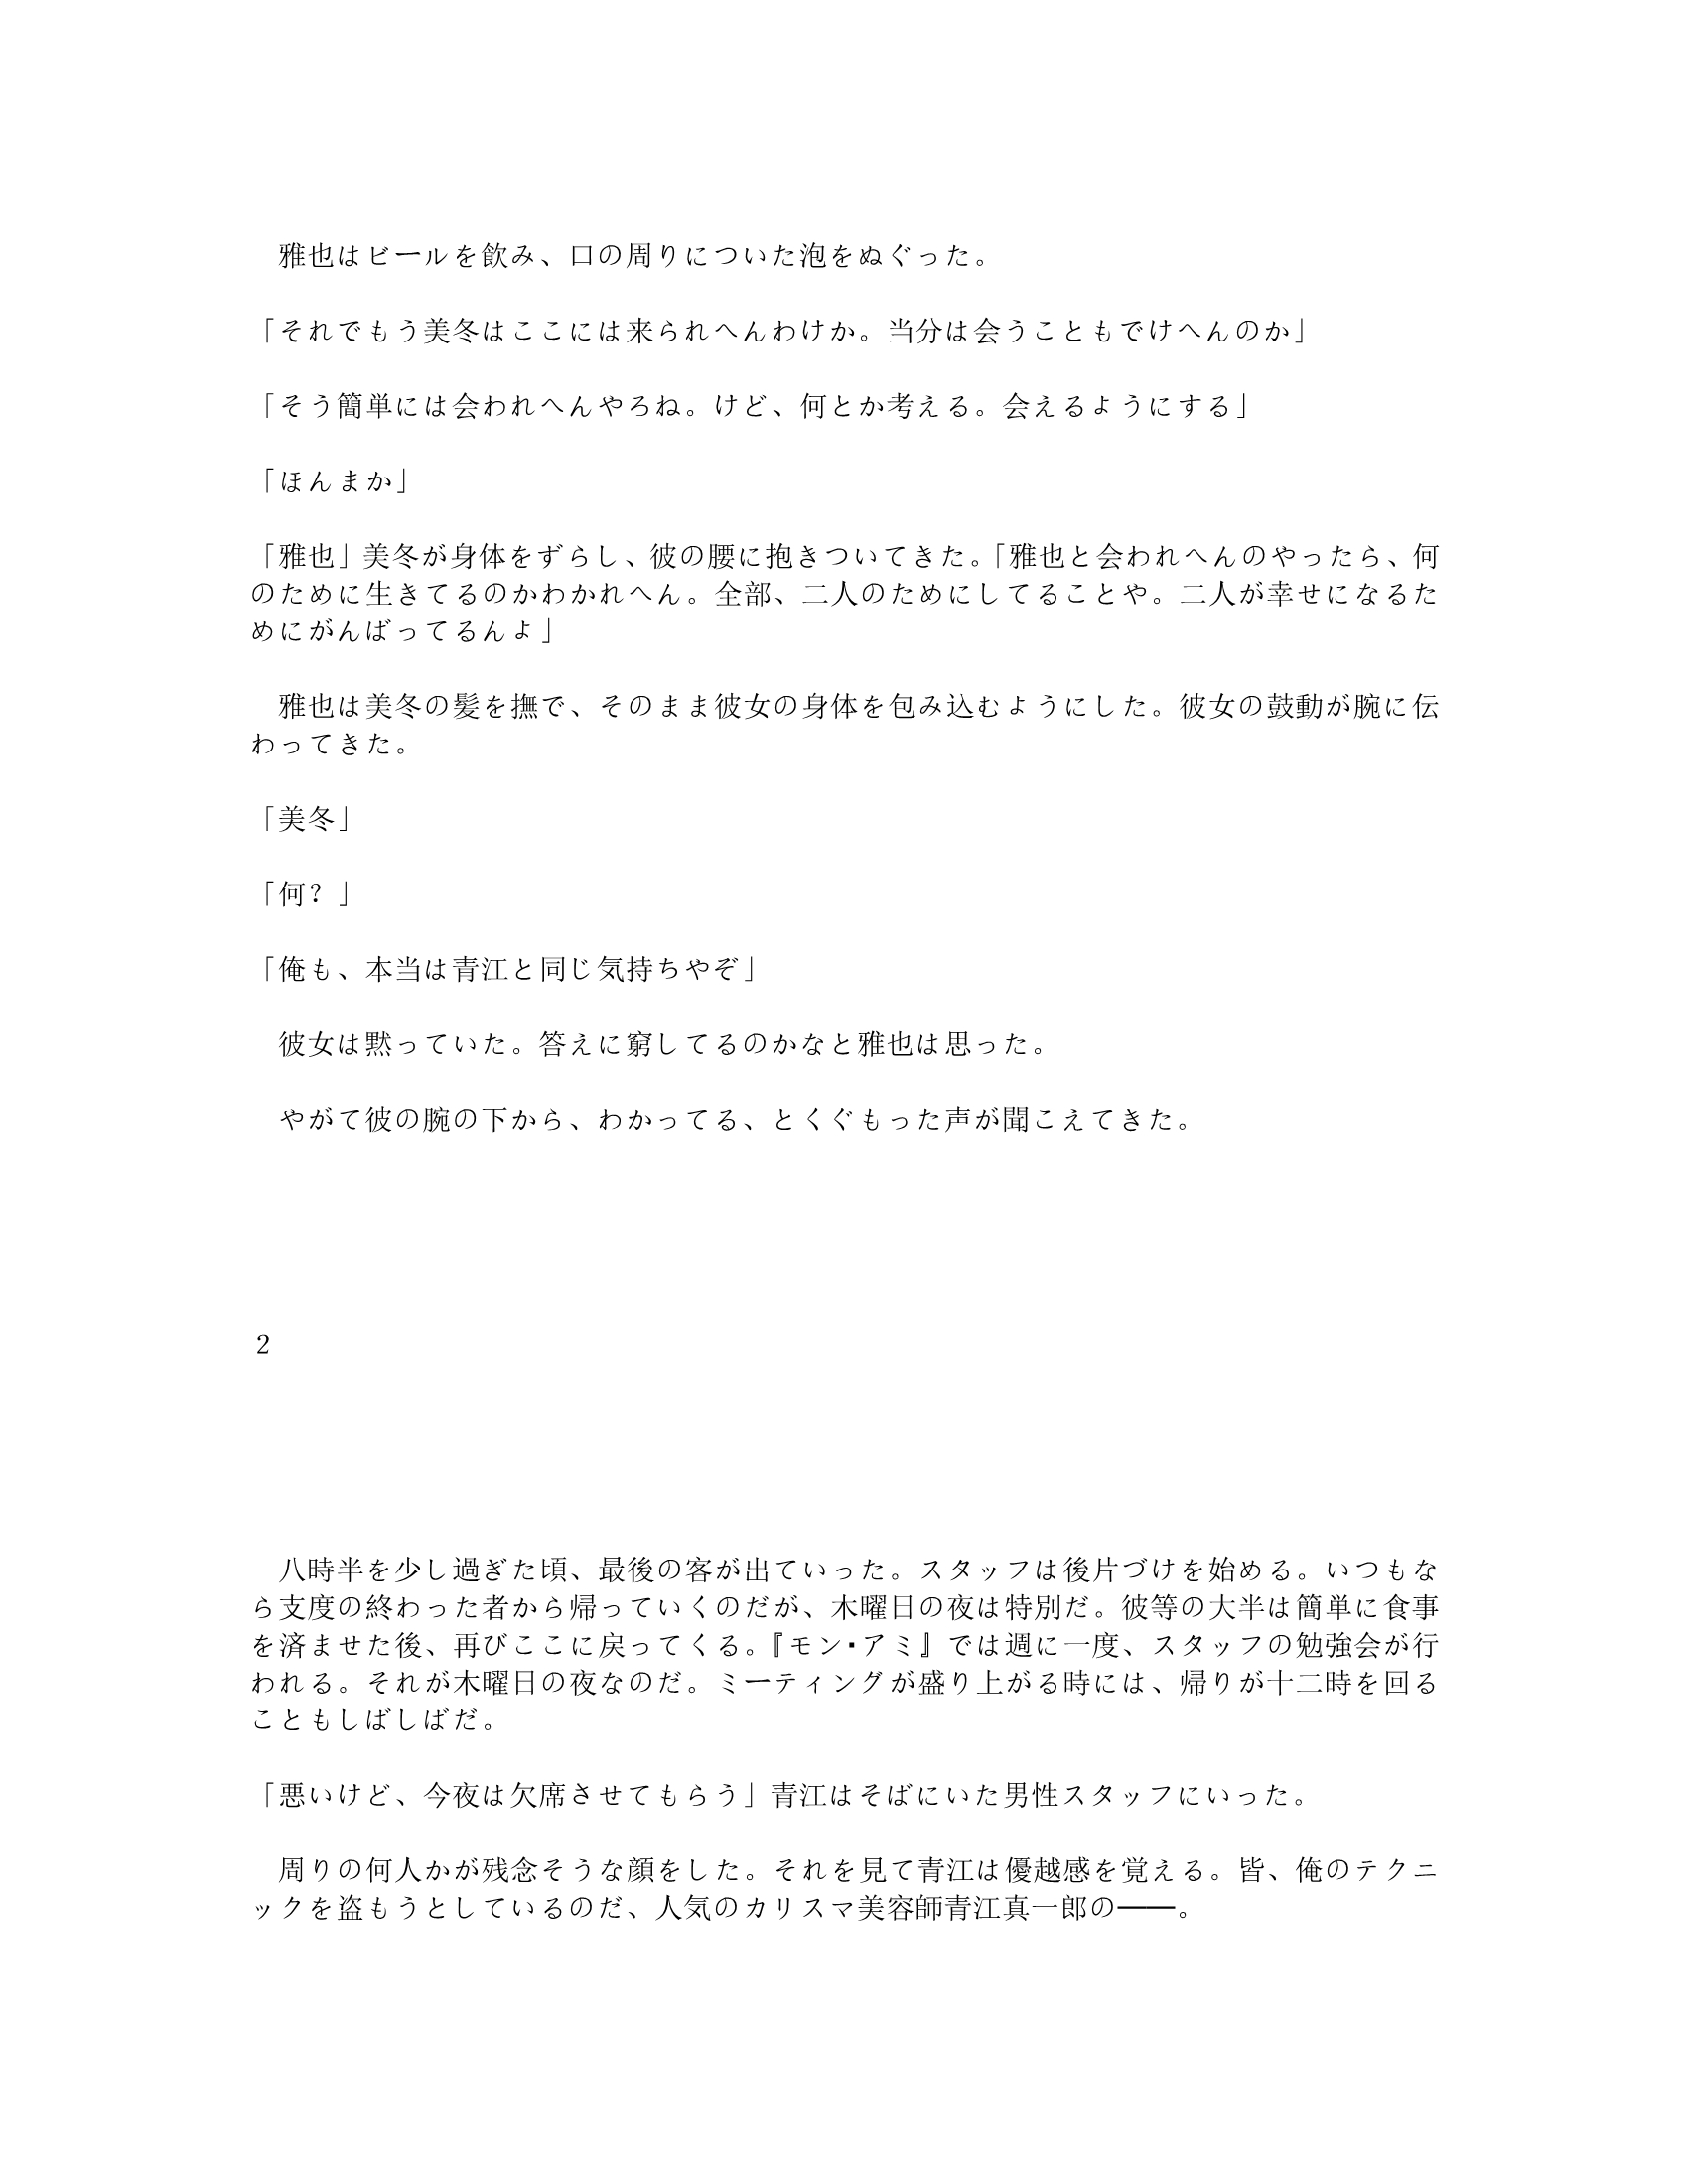 雅也はビールを飲み、口の周りについた泡をぬぐった。
「それでもう美冬はここには来られへんわけか。当分は会うこともでけへんのか」
「そう簡単には会われへんやろね。けど、何とか考える。会えるようにする」
「ほんまか」
「雅也」美冬が身体をずらし、彼の腰に抱きついてきた。「雅也と会われへんのやったら、何
のために生きてるのかわかれへん。全部、二人のためにしてることや。二人が幸せになるた
めにがんばってるんよ」
　雅也は美冬の髪を撫で、そのまま彼女の身体を包み込むようにした。彼女の鼓動が腕に伝
わってきた。
「美冬」
「何？」
「俺も、本当は青江と同じ気持ちやぞ」
　彼女は黙っていた。答えに窮してるのかなと雅也は思った。
　やがて彼の腕の下から、わかってる、とくぐもった声が聞こえてきた。
２
　八時半を少し過ぎた頃、最後の客が出ていった。スタッフは後片づけを始める。いつもな
ら支度の終わった者から帰っていくのだが、木曜日の夜は特別だ。彼等の大半は簡単に食事
を済ませた後、再びここに戻ってくる。『モン・アミ』では週に一度、スタッフの勉強会が行
われる。それが木曜日の夜なのだ。ミーティングが盛り上がる時には、帰りが十二時を回る
こともしばしばだ。
「悪いけど、今夜は欠席させてもらう」青江はそばにいた男性スタッフにいった。
　周りの何人かが残念そうな顔をした。それを見て青江は優越感を覚える。皆、俺のテクニ
ックを盗もうとしているのだ、人気のカリスマ美容師青江真一郎の――。